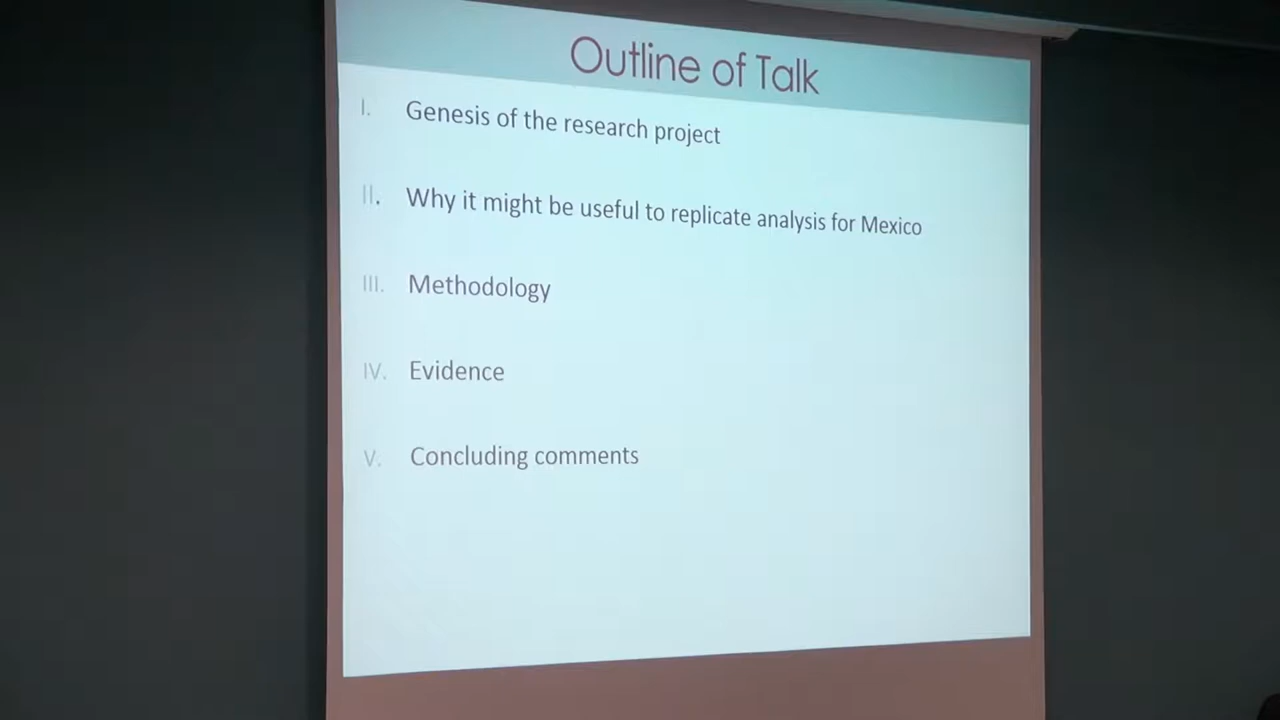 Outline of Talk
I. Genesis of the research project
II. Why it might be useful to replicate analysis for Mexico
III. Methodology
IV. Evidence
V. Concluding comments